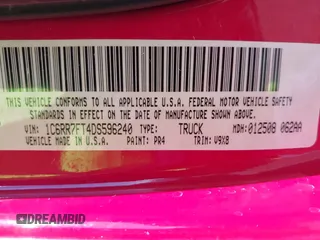 THIS VEHICLE CONFORMS TO ALL APPLICABLE U.S.A. FEDERAL MOTOR VEHICLE SAFETY
STANDARDS IN EFFECT ON THE DATE OF MANUFACTURE SHOWN ABOVE.
VIN: 1C6RR7FT4DS596240 TYPE: TRUCK MDH: 012508 062AA
VEHICLE MADE IN U.S.A. PAINT: PR4 TRIM: V9X8
DREAMBID